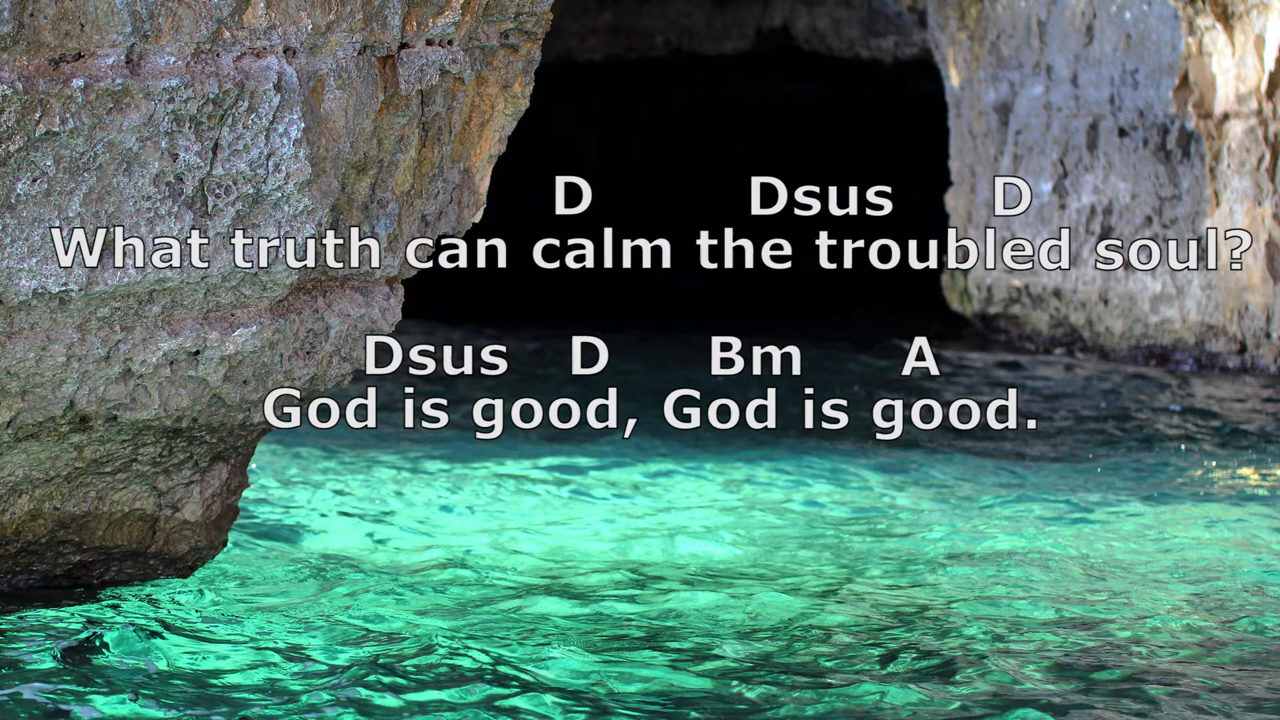 D Dsus D
What truth can calm the troubled soul?
Dsus D Bm A
God is good, God is good.